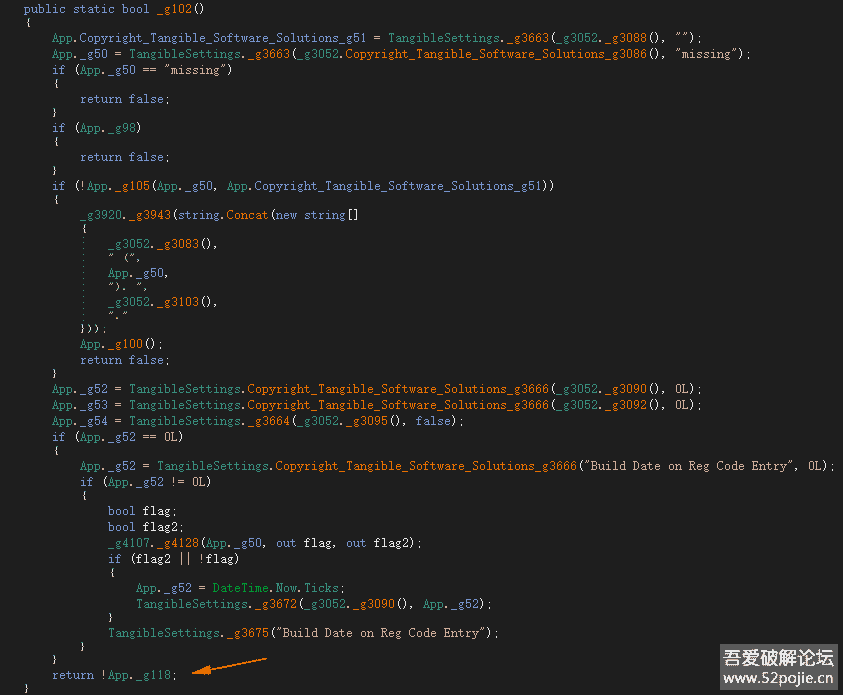 public static bool _g102()
{
App.Copyright_Tangible_Software_Solutions_g51 = TangibleSettings._g3663(_g3052._g3088(), "");
App._g50 = TangibleSettings._g3663(_g3052.Copyright_Tangible_Software_Solutions_g3086(), "missing");
if (App._g50 == "missing")
{
return false;
}
if (App._g98)
{
return false;
}
if (!App._g105(App._g50, App.Copyright_Tangible_Software_Solutions_g51))
{
_g3920._g3943(string.Concat(new string[]
{
_g3052._g3083(),
" (",
App._g50,
"). ",
_g3052._g3103(),
"."
}));
App._g100();
return false;
}
App._g52 = TangibleSettings.Copyright_Tangible_Software_Solutions_g3666(_g3052._g3090(), 0L);
App._g53 = TangibleSettings.Copyright_Tangible_Software_Solutions_g3666(_g3052._g3092(), 0L);
App._g54 = TangibleSettings._g3664(_g3052._g3095(), false);
if (App._g52 == 0L)
{
App._g52 = TangibleSettings.Copyright_Tangible_Software_Solutions_g3666("Build Date on Reg Code Entry", 0L);
if (App._g52 != 0L)
{
bool flag;
bool flag2;
_g4107._g4128(App._g50, out flag, out flag2);
if (flag2 || !flag)
{
App._g52 = DateTime.Now.Ticks;
TangibleSettings._g3672(_g3052._g3090(), App._g52);
}
TangibleSettings._g3675("Build Date on Reg Code Entry");
}
}
return !App._g118;
}
吾爱破解论坛
www.52pojie.cn